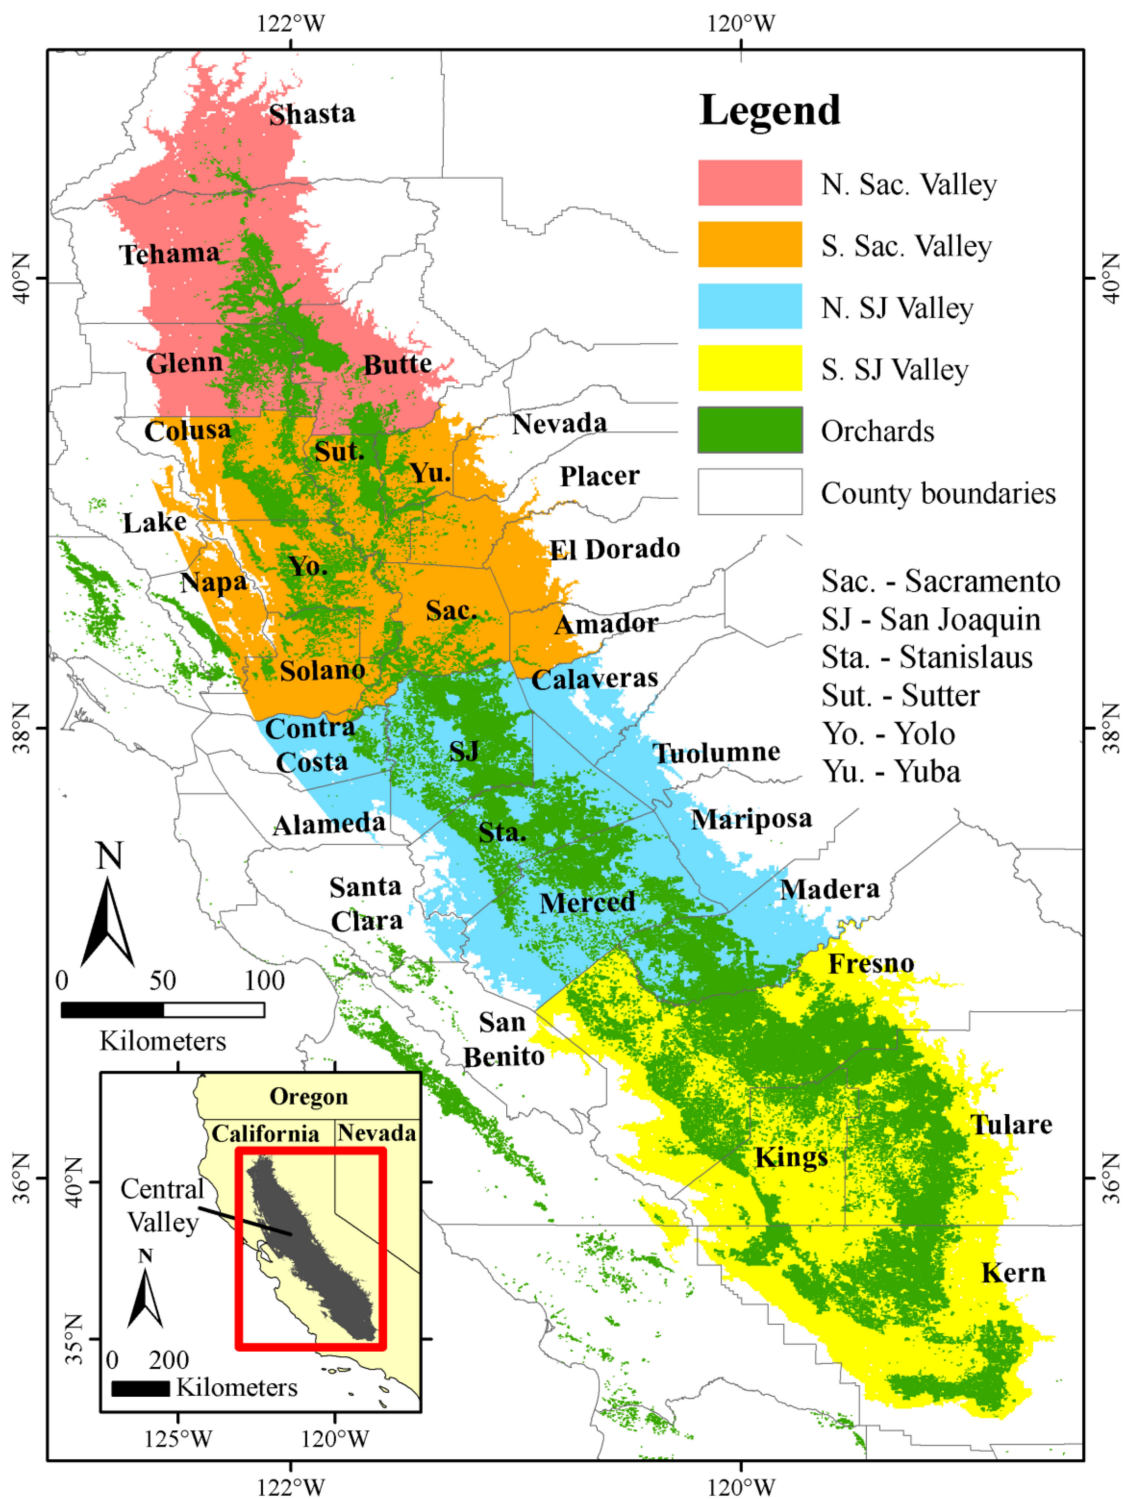 122°W
120°W
40°N
38°N
36°N
40°N
38°N
36°N
Legend
N. Sac. Valley
S. Sac. Valley
N. SJ Valley
S. SJ Valley
Orchards
County boundaries
Sac. - Sacramento
SJ - San Joaquin
Sta. - Stanislaus
Sut. - Sutter
Yo. - Yolo
Yu. - Yuba
Shasta
Tehama
Glenn
Butte
Colusa
Sut.
Yu.
Nevada
Placer
Lake
El Dorado
Napa
Yo.
Sac.
Amador
Solano
Calaveras
Contra
Costa
SJ
Tuolumne
Alameda
Sta.
Mariposa
Santa
Clara
Merced
Madera
Fresno
San
Benito
Kings
Tulare
Kern
N
0 50 100
Kilometers
Oregon
California
Nevada
Central
Valley
N
0 200
Kilometers
40°N
35°N
125°W
120°W
122°W
120°W